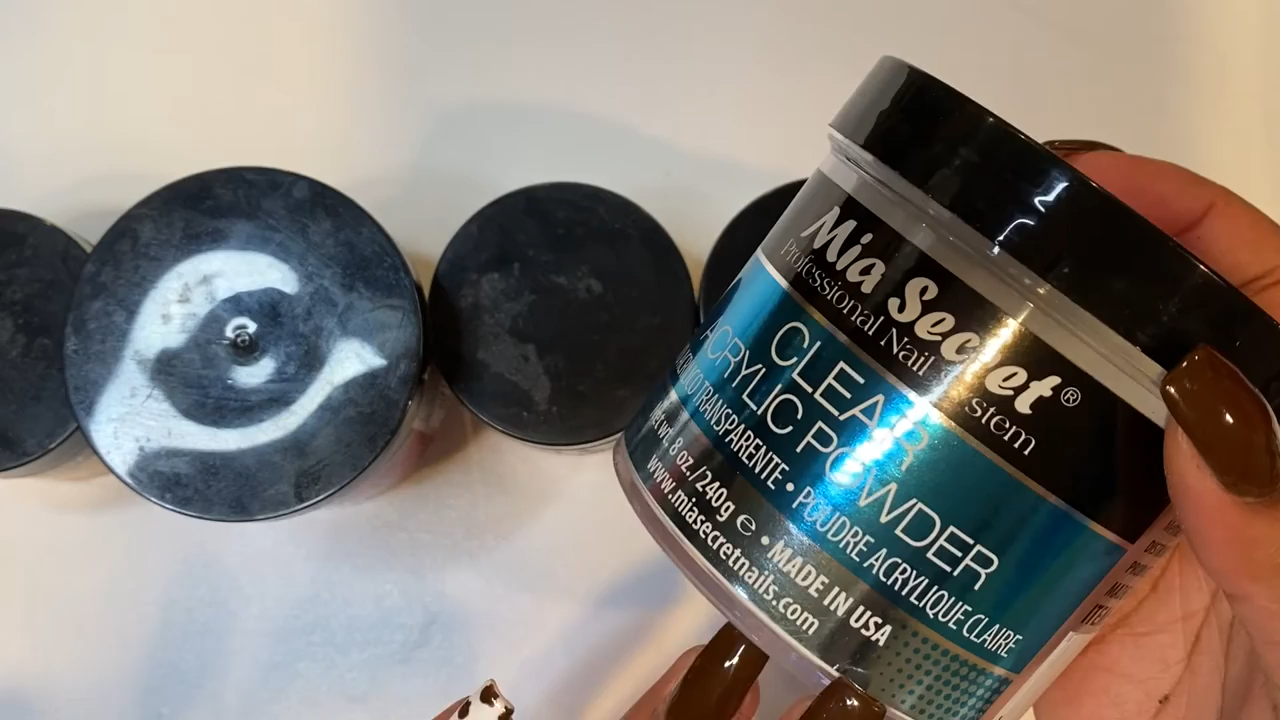 Mia Secret®
Professional Nail System
CLEAR
ACRYLIC POWDER
ACRÍLICO TRANSPARENTE • POUDRE ACRYLIQUE CLAIRE
Net wt. 8 oz./240g e • MADE IN USA
www.miasecretnails.com